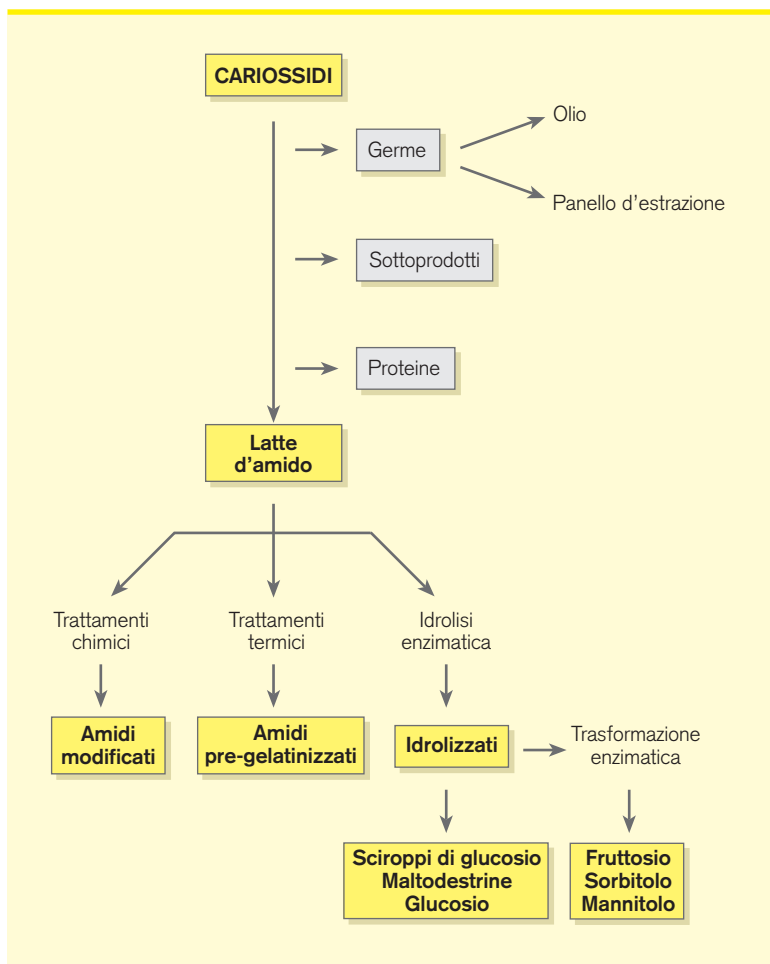 CARIOSSIDI
Germe
Olio
Panello d’estrazione
Sottoprodotti
Proteine
Latte
d’amido
Trattamenti
chimici
Trattamenti
termici
Idrolisi
enzimatica
Amidi
modificati
Amidi
pre-gelatinizzati
Idrolizzati
Trasformazione
enzimatica
Sciroppi di glucosio
Maltodestrine
Glucosio
Fruttosio
Sorbitolo
Mannitolo